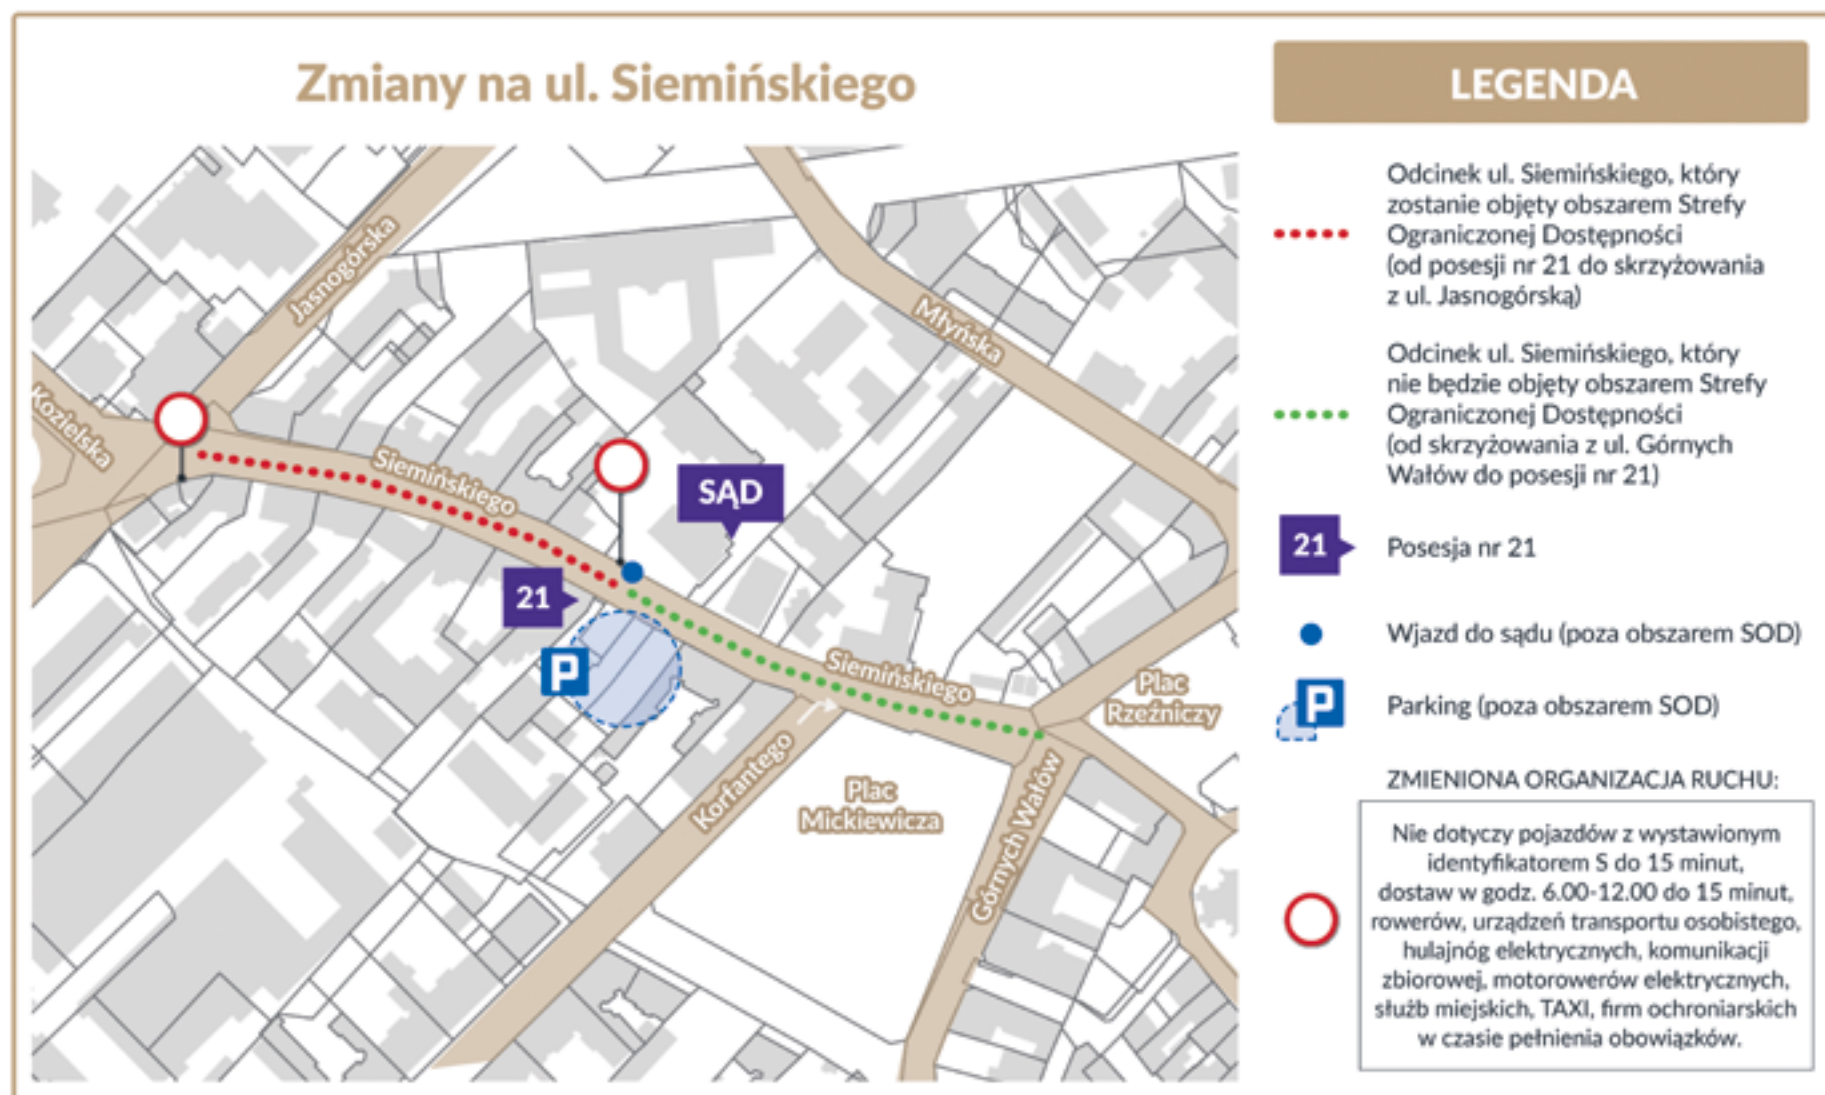 Zmiany na ul. Siemińskiego
LEGENDA
Odcinek ul. Siemińskiego, który
zostanie objęty obszarem Strefy
Ograniczonej Dostępności
(od posesji nr 21 do skrzyżowania
z ul. Jasnogórską)
Odcinek ul. Siemińskiego, który
nie będzie objęty obszarem Strefy
Ograniczonej Dostępności
(od skrzyżowania z ul. Górnych
Wałów do posesji nr 21)
21
Posesja nr 21
Wjazd do sądu (poza obszarem SOD)
P
Parking (poza obszarem SOD)
ZMIENIONA ORGANIZACJA RUCHU:
Nie dotyczy pojazdów z wystawionym
identyfikatorem S do 15 minut,
dostaw w godz. 6.00-12.00 do 15 minut,
rowerów, urządzeń transportu osobistego,
hulajnóg elektrycznych, komunikacji
zbiorowej, motorowerów elektrycznych,
służb miejskich, TAXI, firm ochroniarskich
w czasie pełnienia obowiązków.
Jasnogórska
Młyńska
Kozielska
Siemińskiego
SĄD
21
P
Siemińskiego
Plac
Rzeźniczy
Korfantego
Plac
Mickiewicza
Górnych Wałów